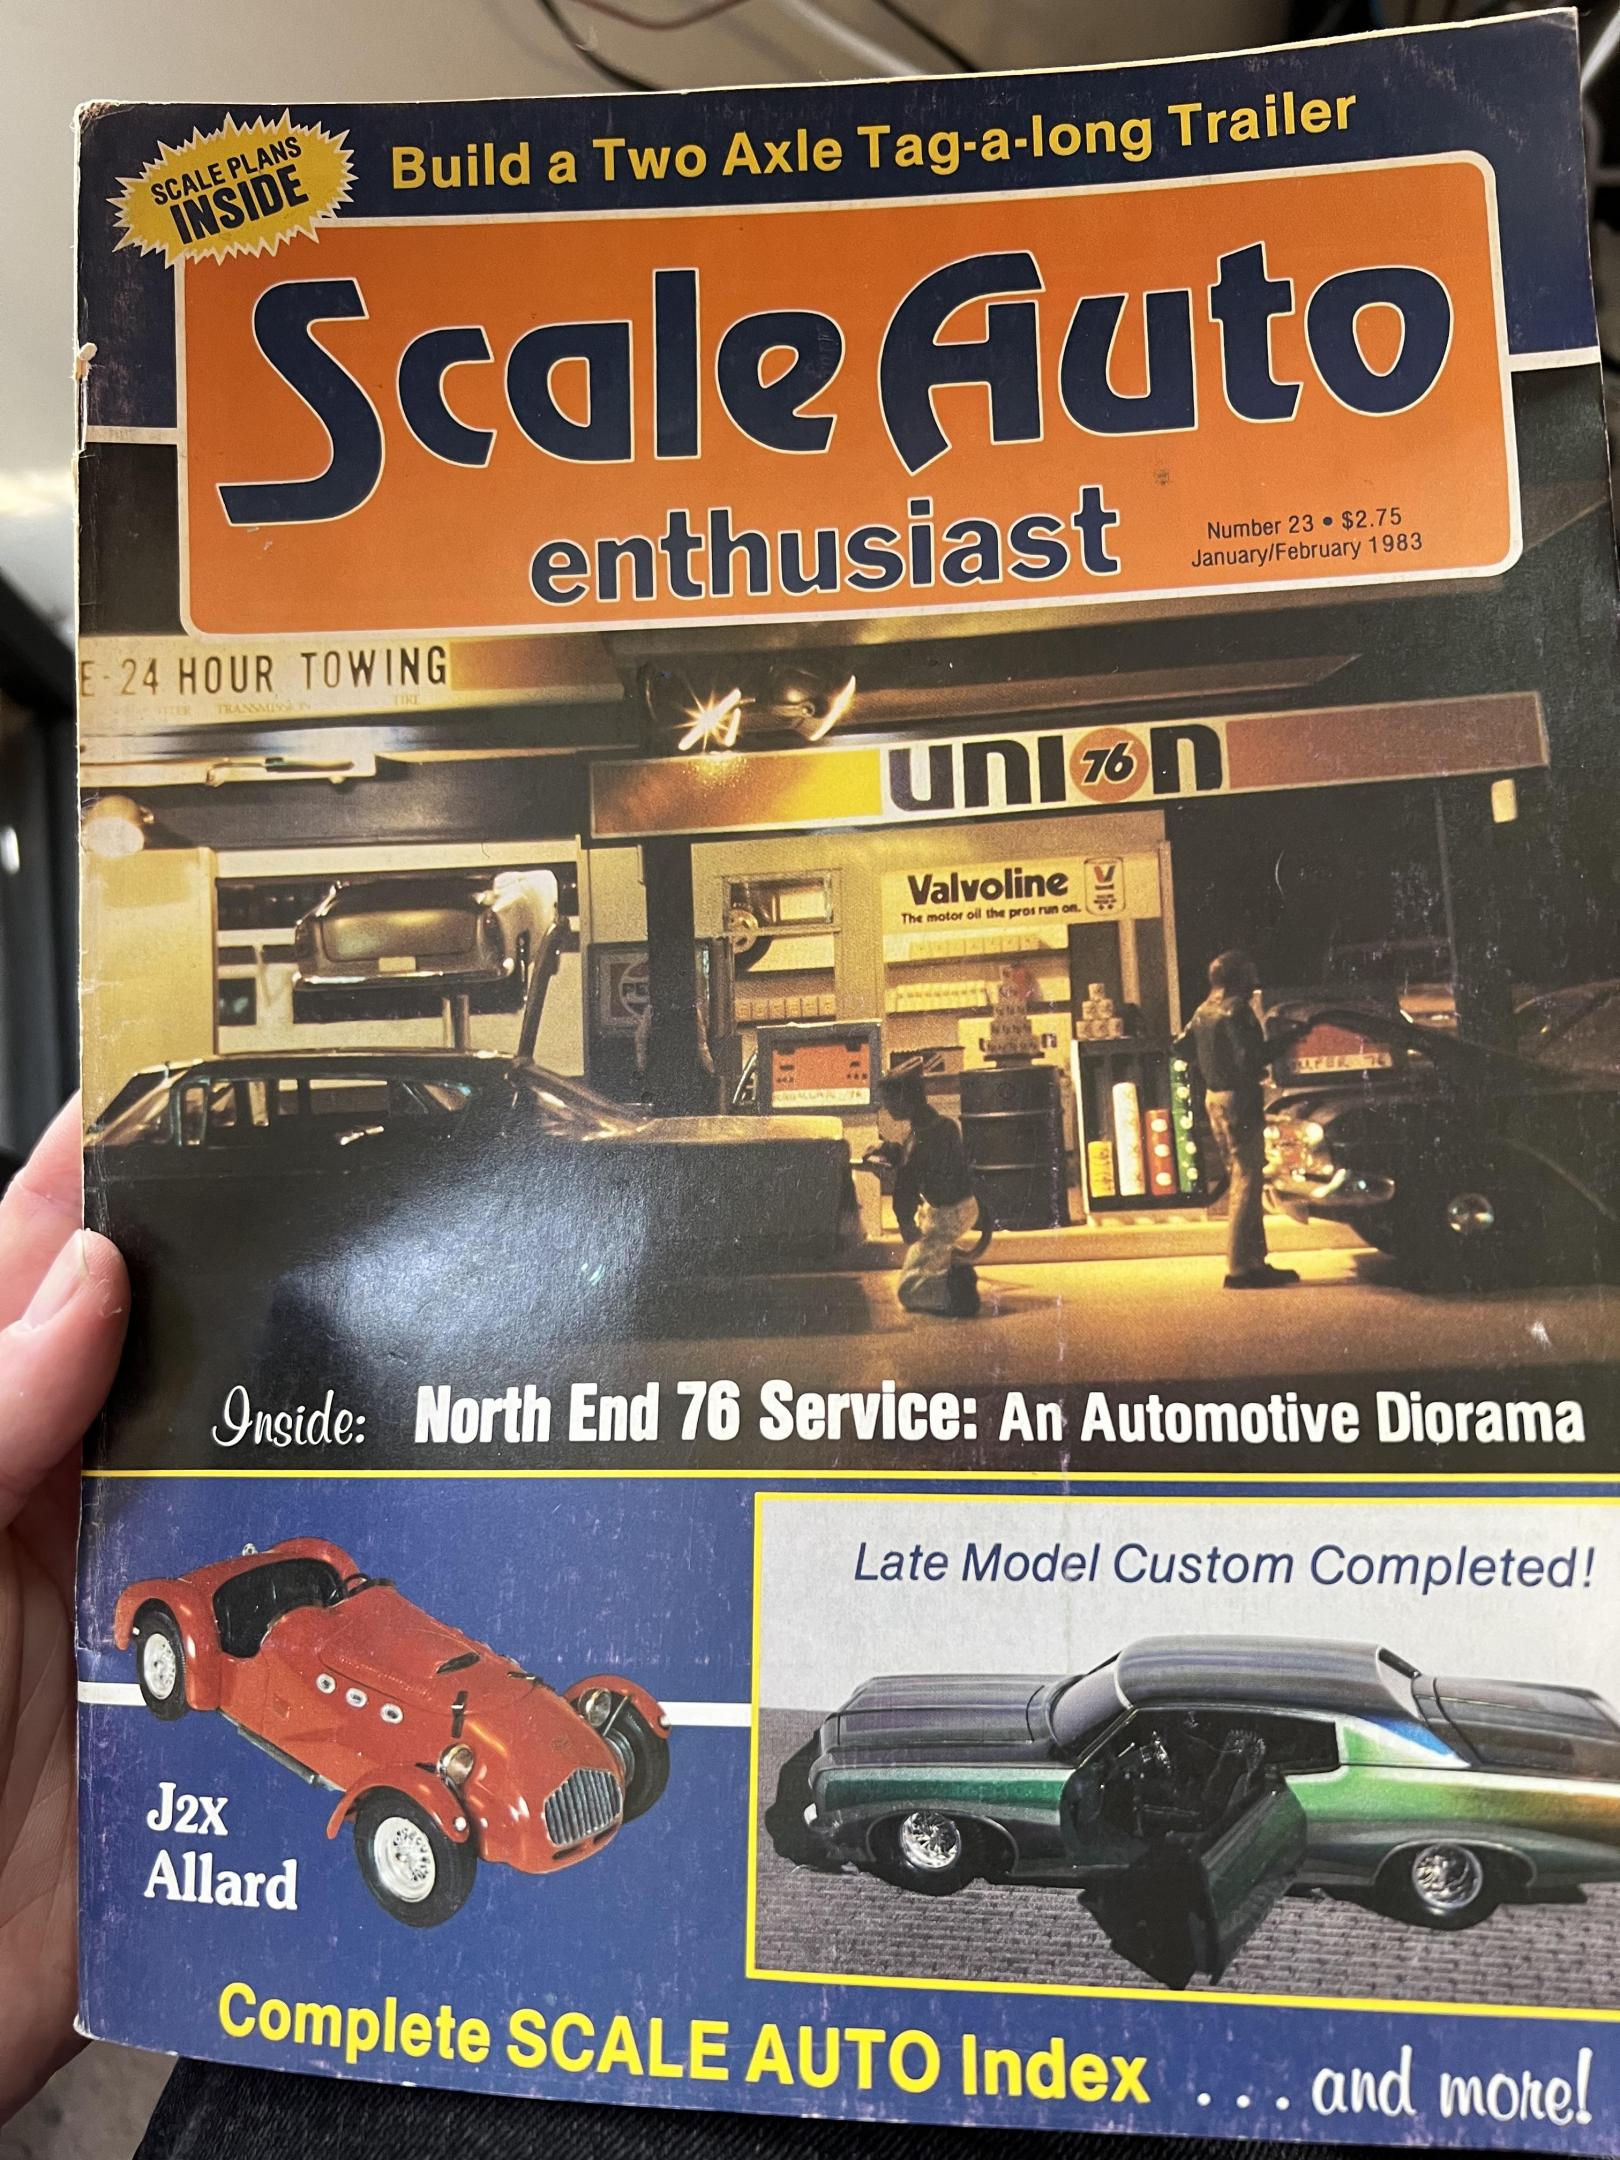 SCALE PLANS
INSIDE
Build a Two Axle Tag-a-long Trailer
Scale Auto
enthusiast
Number 23 • $2.75
January/February 1983
E - 24 HOUR TOWING
TRANSMISSION
TIRE
UNION 76
Valvoline
The motor oil the pros run on.
V
Inside: North End 76 Service: An Automotive Diorama
Late Model Custom Completed!
J2X
Allard
Complete SCALE AUTO Index . . . and more!